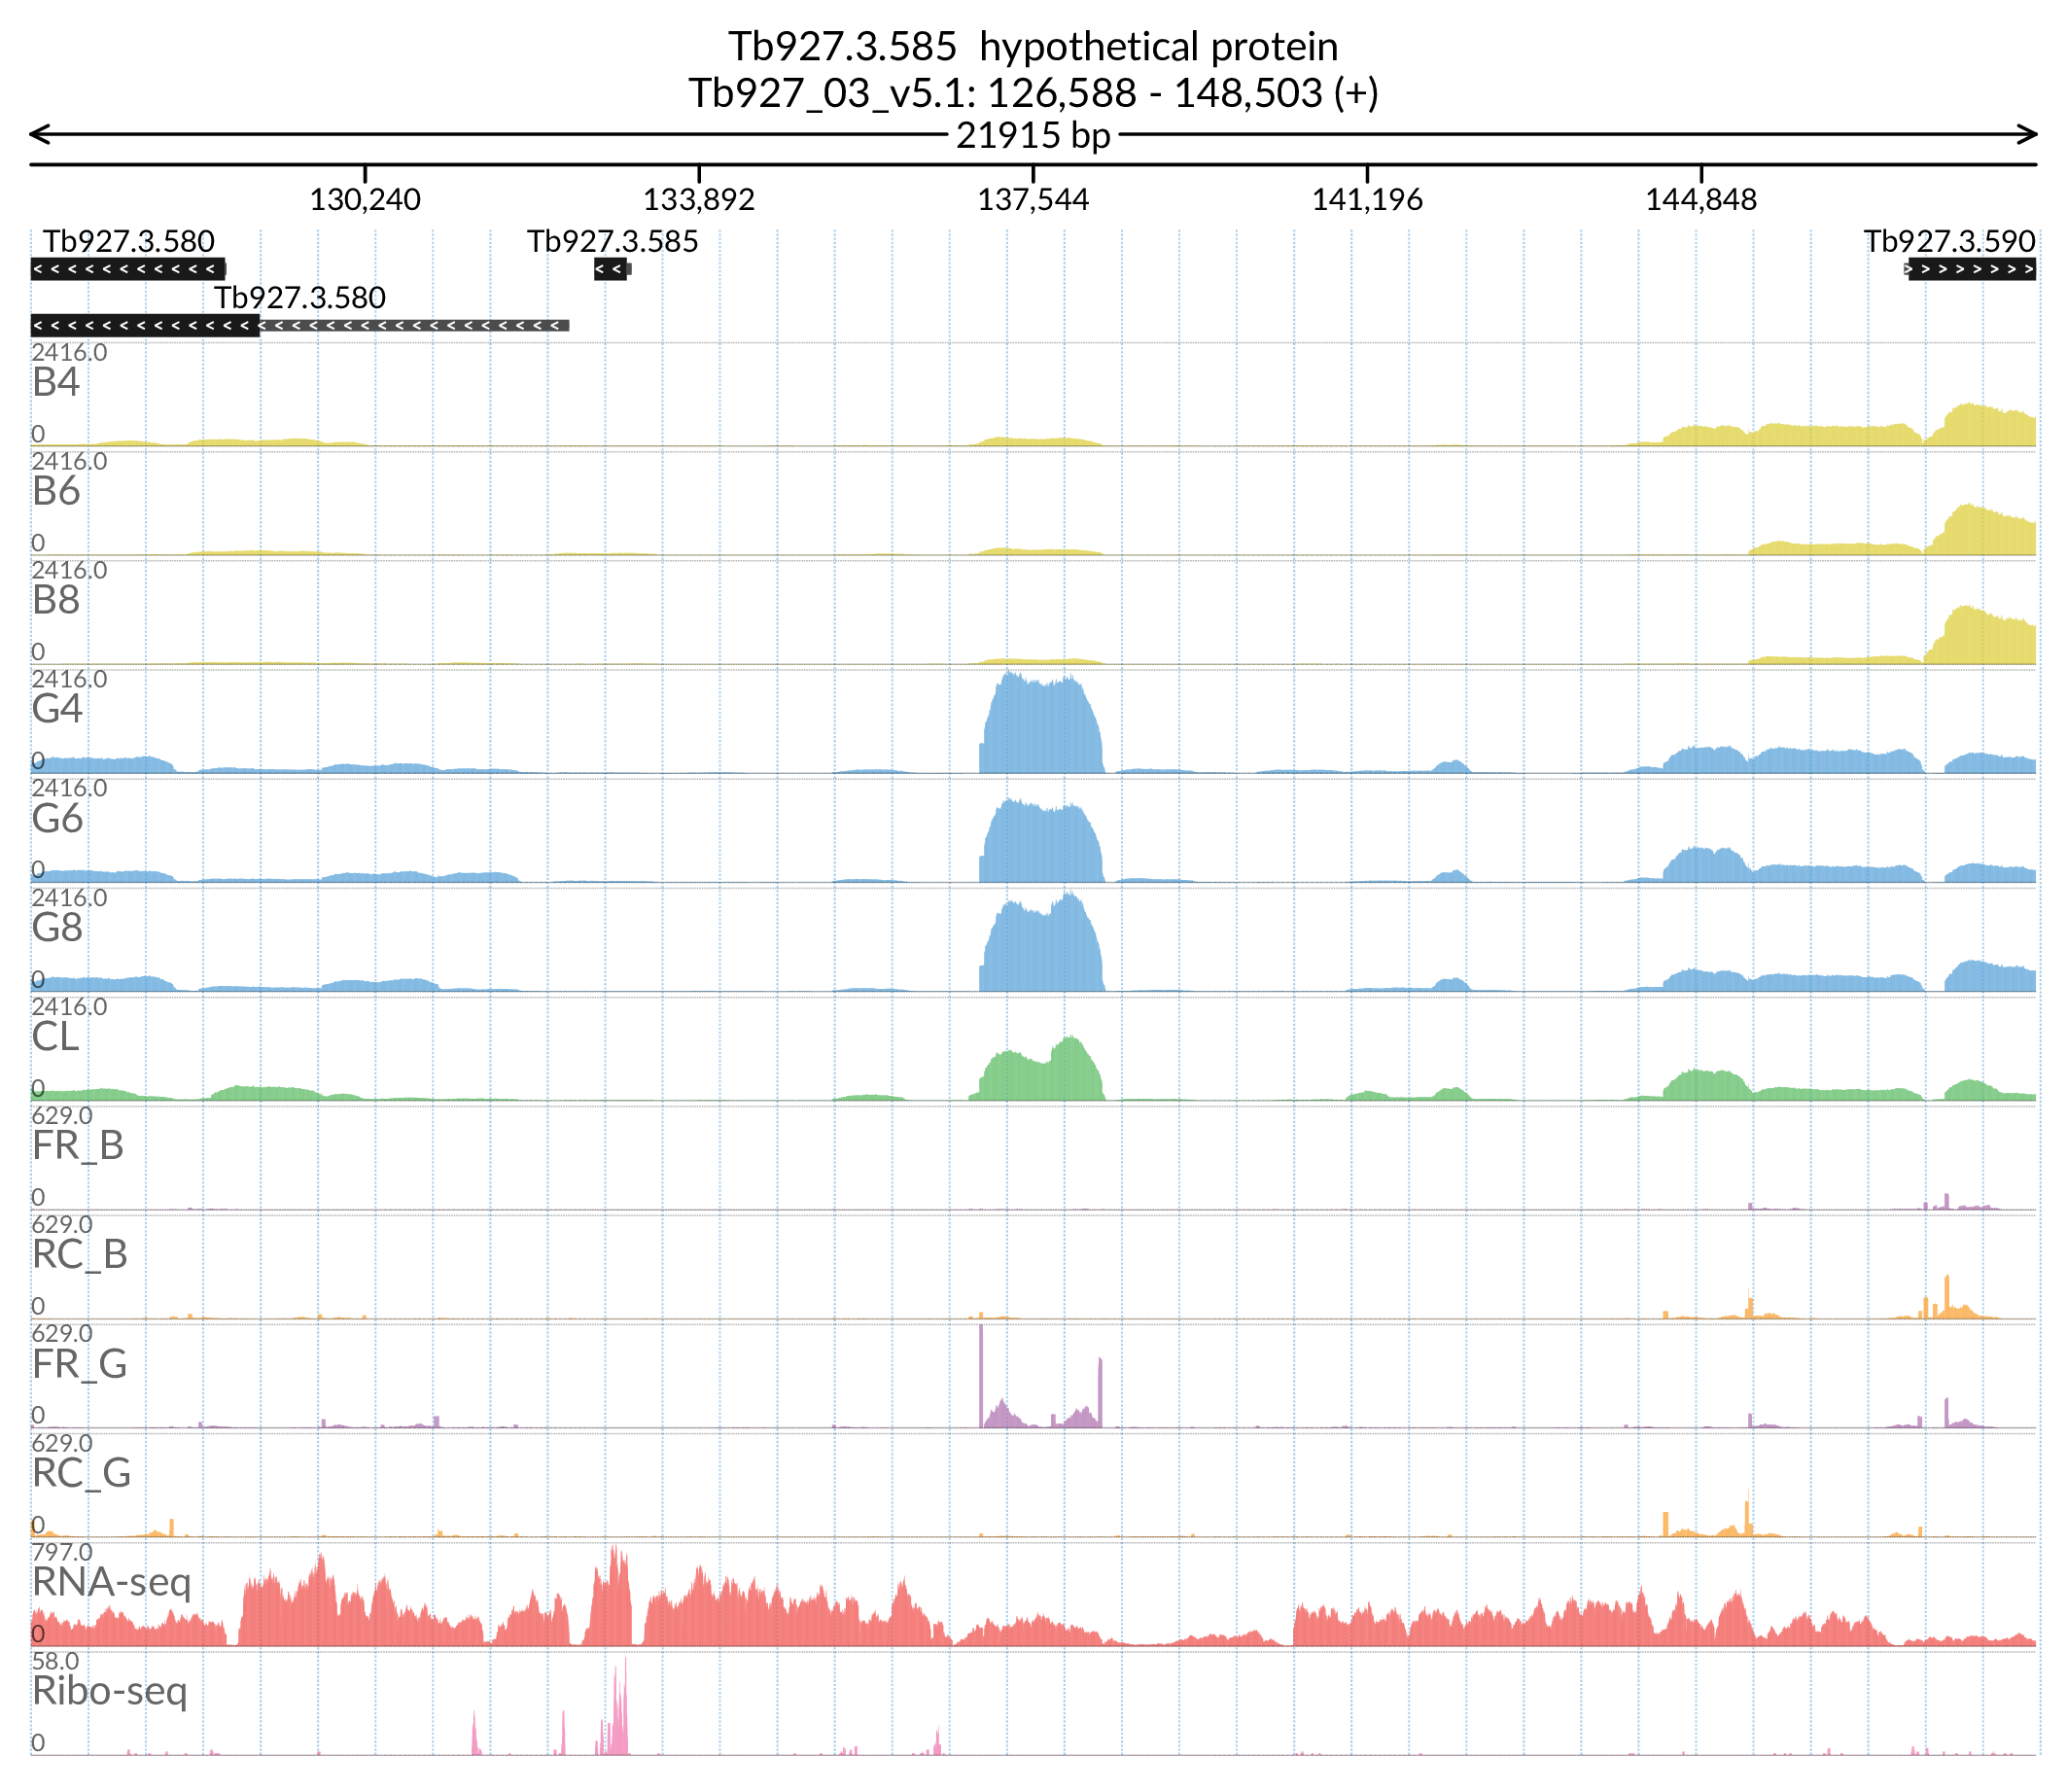 Tb927.3.585 hypothetical protein
Tb927_03_v5.1: 126,588 - 148,503 (+)
21915 bp
130,240 133,892 137,544 141,196 144,848
Tb927.3.580 Tb927.3.585 Tb927.3.590
Tb927.3.580
2416.0
B4
0
2416.0
B6
0
2416.0
B8
0
2416.0
G4
0
2416.0
G6
0
2416.0
G8
0
2416.0
CL
0
629.0
FR_B
0
629.0
RC_B
0
629.0
FR_G
0
629.0
RC_G
0
797.0
RNA-seq
0
58.0
Ribo-seq
0